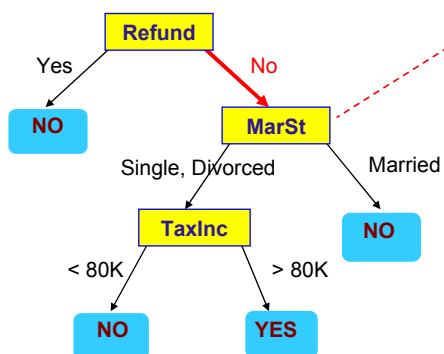 Refund
Yes
No
NO
MarSt
Single, Divorced
Married
TaxInc
NO
< 80K
> 80K
NO
YES